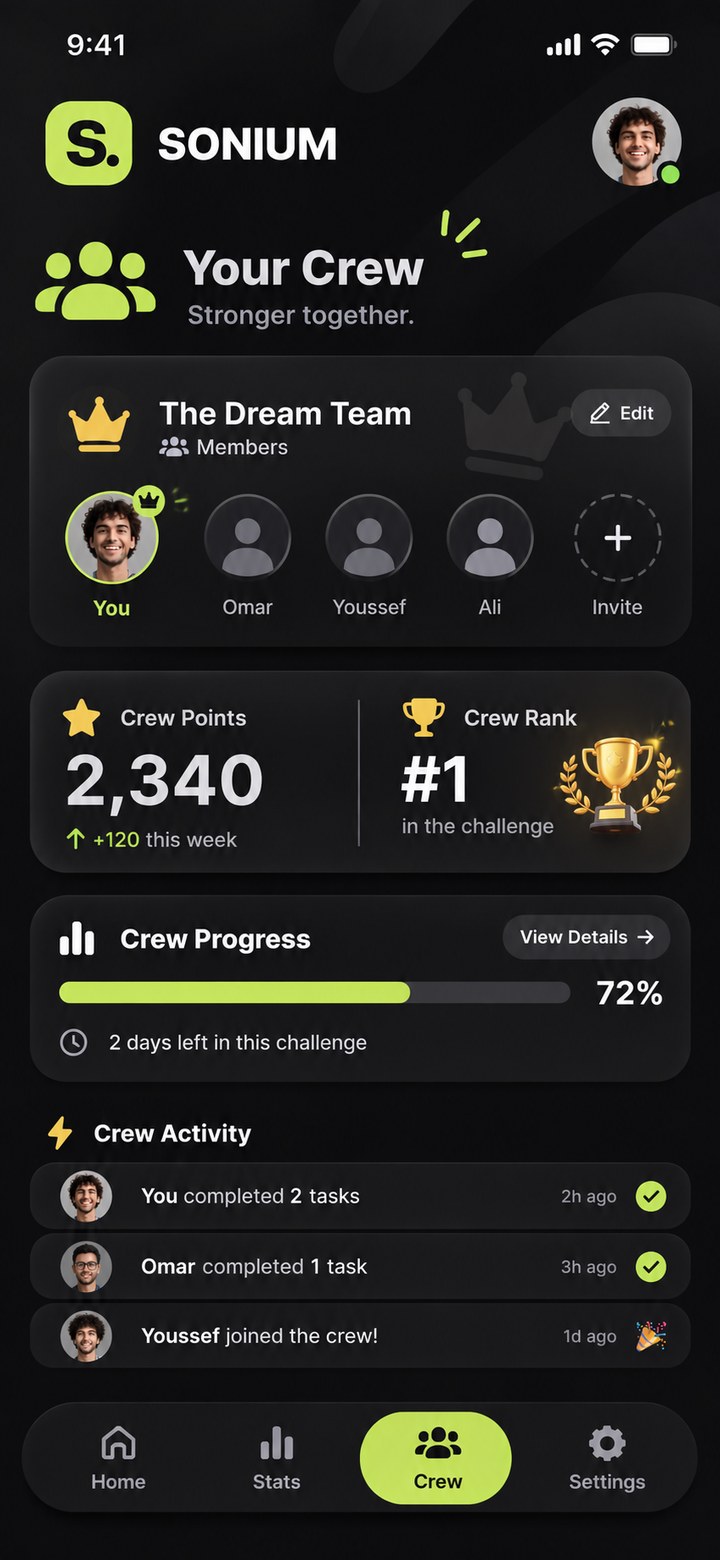 9:41
S.
SONIUM
Your Crew
Stronger together.
The Dream Team
Edit
Members
You
Omar
Youssef
Ali
Invite
Crew Points
2,340
+120 this week
Crew Rank
#1
in the challenge
Crew Progress
View Details →
72%
2 days left in this challenge
Crew Activity
You completed 2 tasks
2h ago
Omar completed 1 task
3h ago
Youssef joined the crew!
1d ago
Home
Stats
Crew
Settings